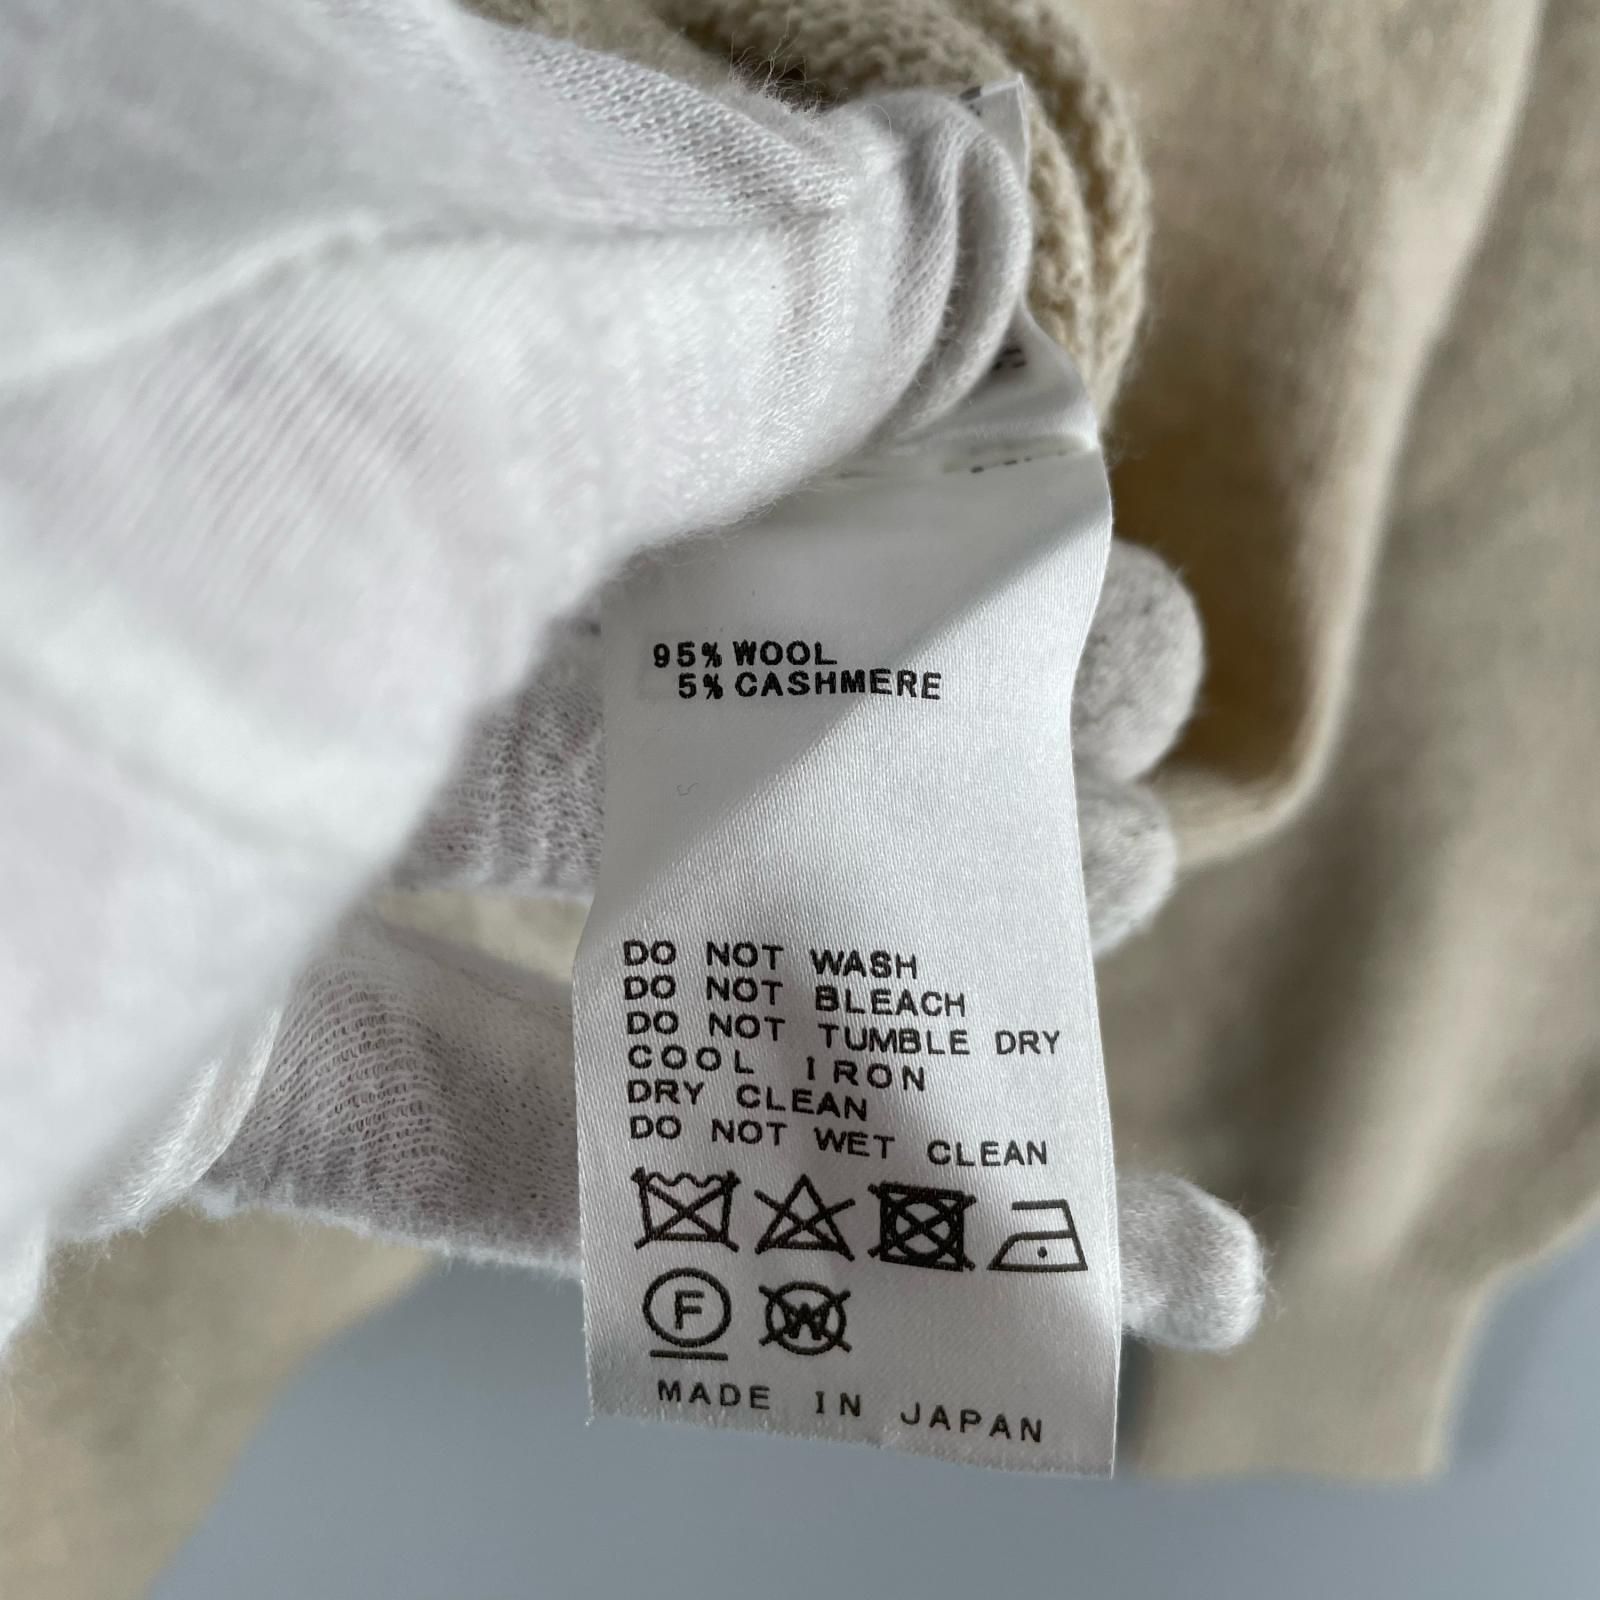 95% WOOL
5% CASHMERE
DO NOT WASH
DO NOT BLEACH
DO NOT TUMBLE DRY
COOL IRON
DRY CLEAN
DO NOT WET CLEAN
F W
MADE IN JAPAN